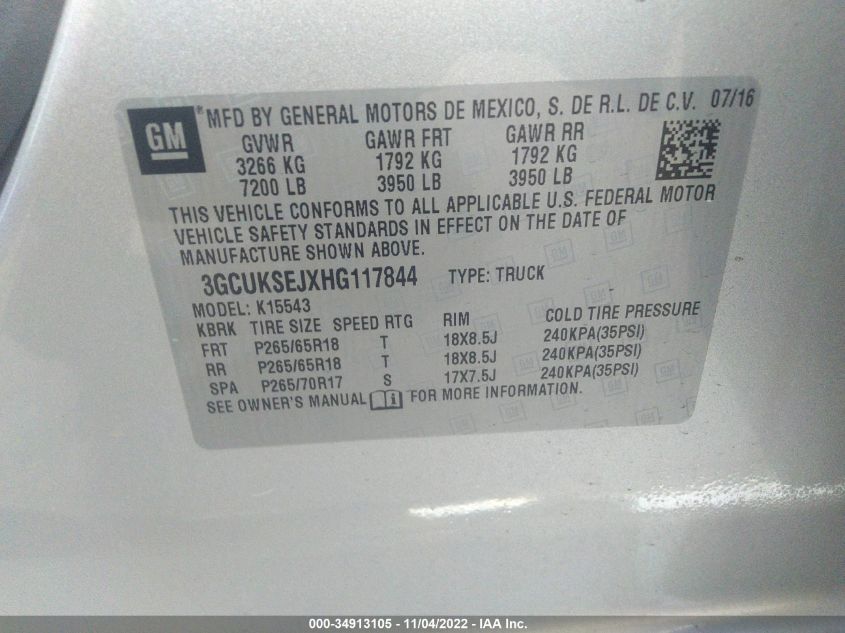 GM ® MFD BY GENERAL MOTORS DE MEXICO, S. DE R.L. DE C.V. 07/16
GVWR GAWR FRT GAWR RR
3266 KG 1792 KG 1792 KG
7200 LB 3950 LB 3950 LB
THIS VEHICLE CONFORMS TO ALL APPLICABLE U.S. FEDERAL MOTOR
VEHICLE SAFETY STANDARDS IN EFFECT ON THE DATE OF
MANUFACTURE SHOWN ABOVE.
3GCUKSEJXHG117844 TYPE: TRUCK
MODEL: K15543
KBRK TIRE SIZE SPEED RTG RIM COLD TIRE PRESSURE
FRT P265/65R18 T 18X8.5J 240KPA(35PSI)
RR P265/65R18 T 18X8.5J 240KPA(35PSI)
SPA P265/70R17 S 17X7.5J 240KPA(35PSI)
SEE OWNER'S MANUAL i FOR MORE INFORMATION.
000-34913105 - 11/04/2022 - IAA Inc.